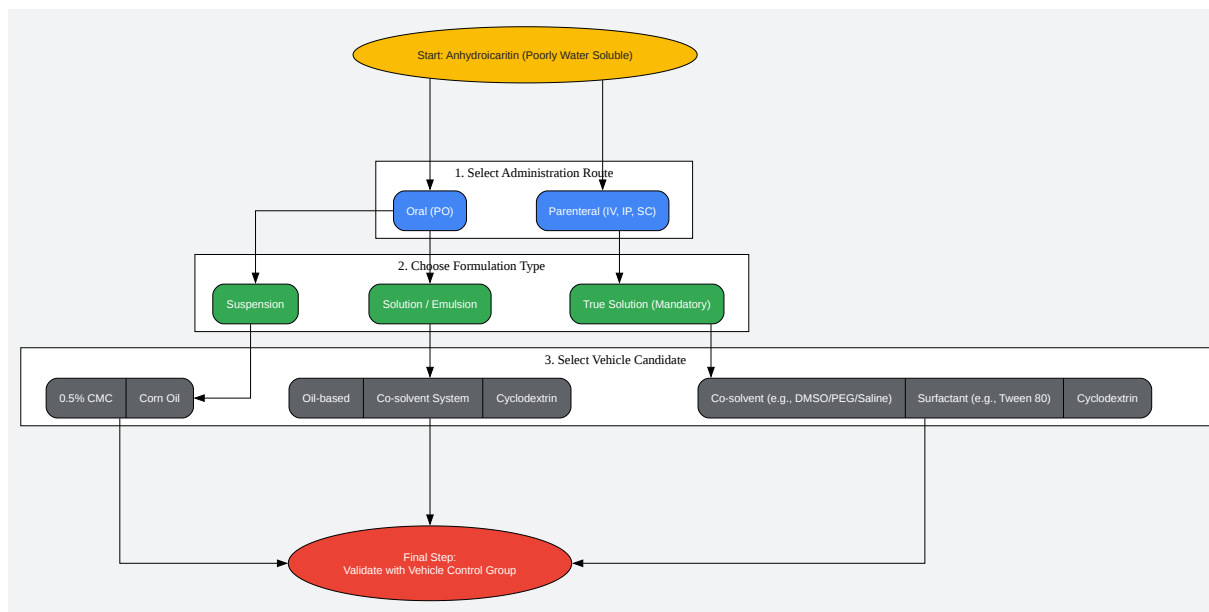 Start: Anhydroicaritin (Poorly Water Soluble)
1. Select Administration Route
Oral (PO)
Parenteral (IV, IP, SC)
2. Choose Formulation Type
Suspension
Solution / Emulsion
True Solution (Mandatory)
3. Select Vehicle Candidate
0.5% CMC
Corn Oil
Oil-based
Co-solvent System
Cyclodextrin
Co-solvent (e.g., DMSO/PEG/Saline)
Surfactant (e.g., Tween 80)
Cyclodextrin
Final Step:
Validate with Vehicle Control Group